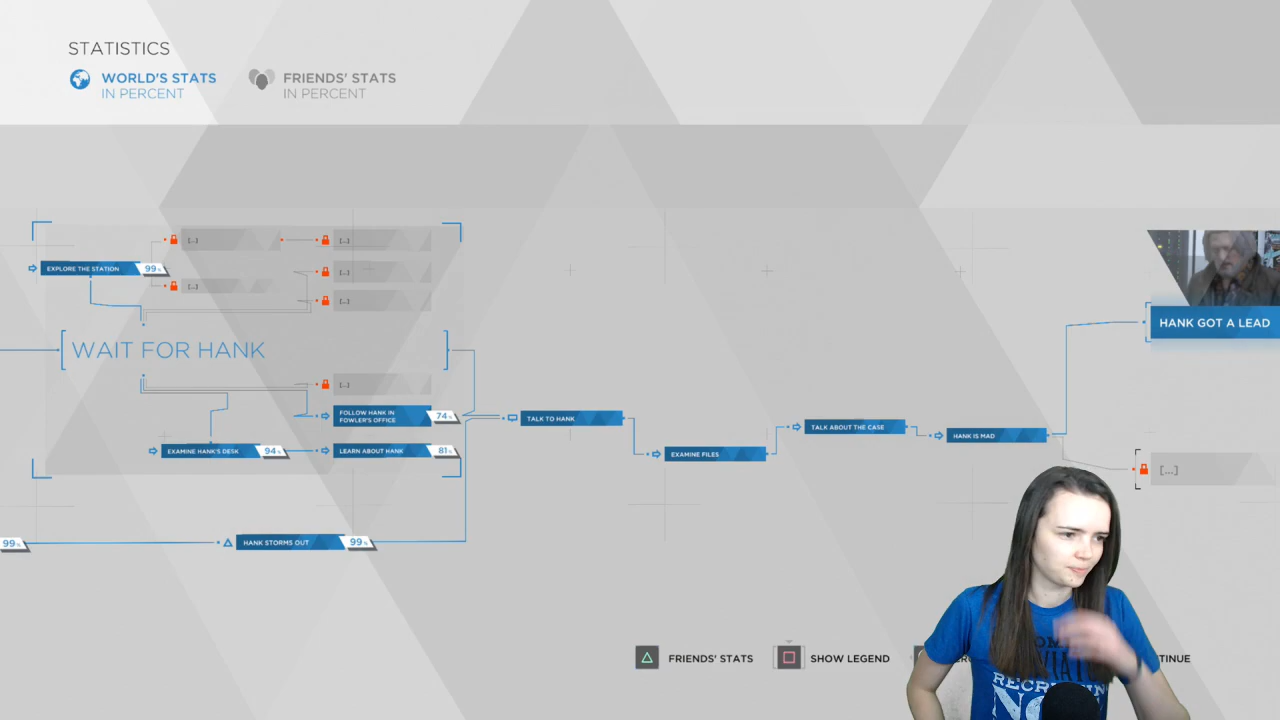 STATISTICS
WORLD'S STATS
IN PERCENT
FRIENDS' STATS
IN PERCENT
[...]
[...]
EXPLORE THE STATION 99%
[...]
[...]
[...]
HANK GOT A LEAD
WAIT FOR HANK
[...]
FOLLOW HANK IN
FOWLER'S OFFICE 74%
TALK TO HANK
TALK ABOUT THE CASE
HANK IS MAD
EXAMINE HANK'S DESK 94%
LEARN ABOUT HANK 81%
EXAMINE FILES
[...]
99%
HANK STORMS OUT 99%
FRIENDS' STATS
SHOW LEGEND
TINUE